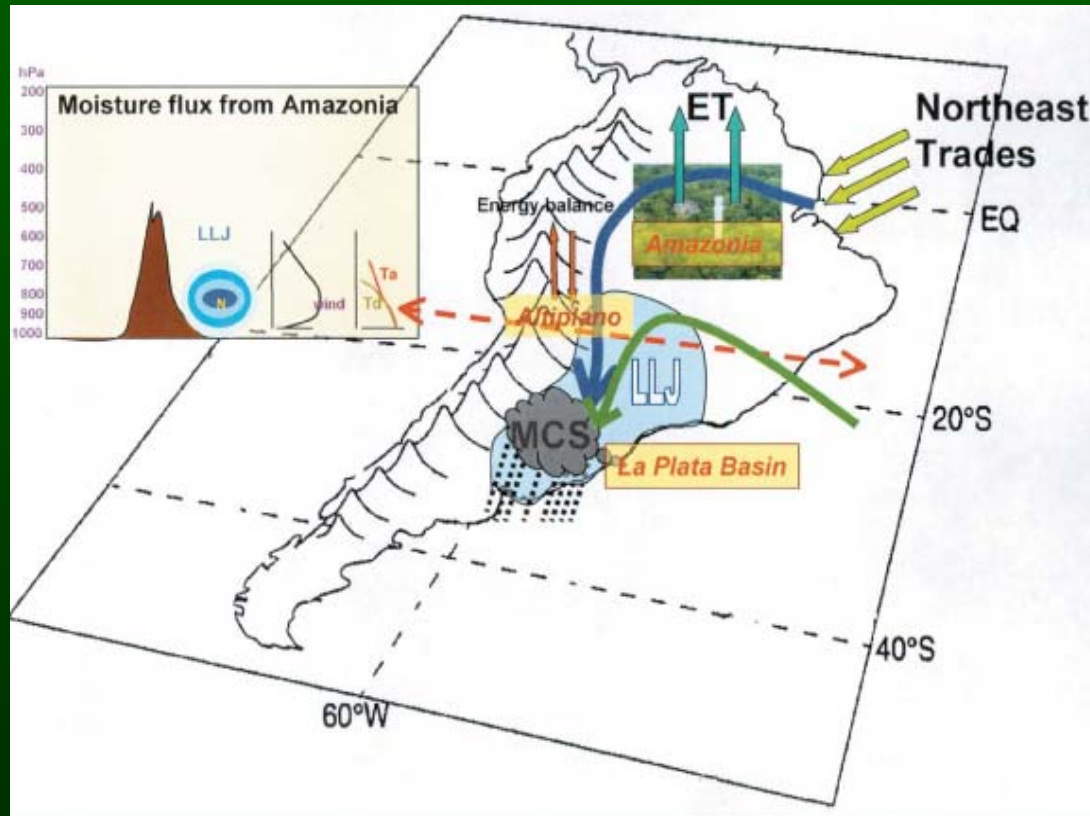 hPa
200
300
400
500
600
700
800
900
1000
Moisture flux from Amazonia
LLJ
N
wind
Ta
Td
ET
Northeast
Trades
EQ
Energy balance
Amazonia
Altiplano
LLJ
MCS
La Plata Basin
20°S
40°S
60°W